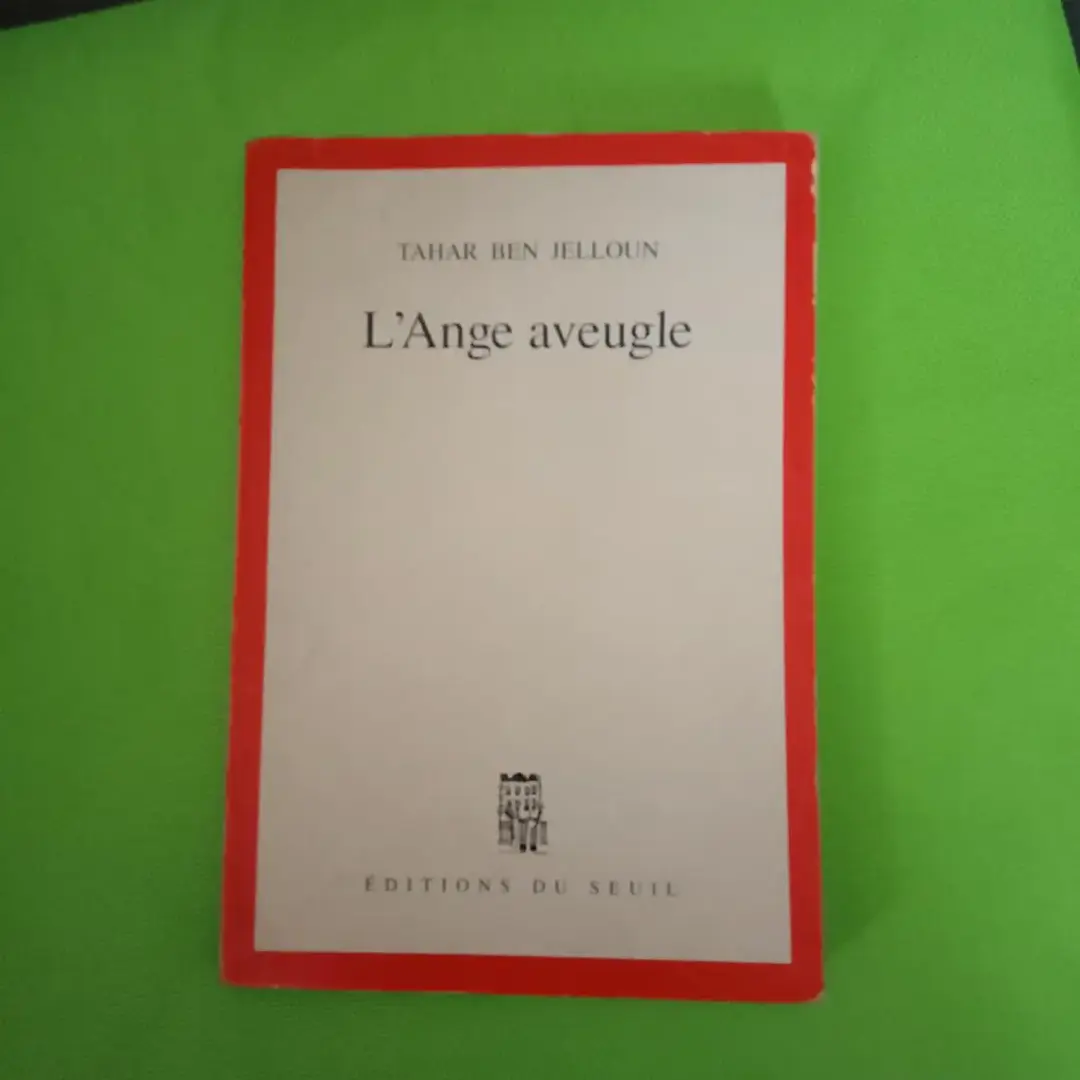 TAHAR BEN JELLOUN
L'Ange aveugle
ÉDITIONS DU SEUIL